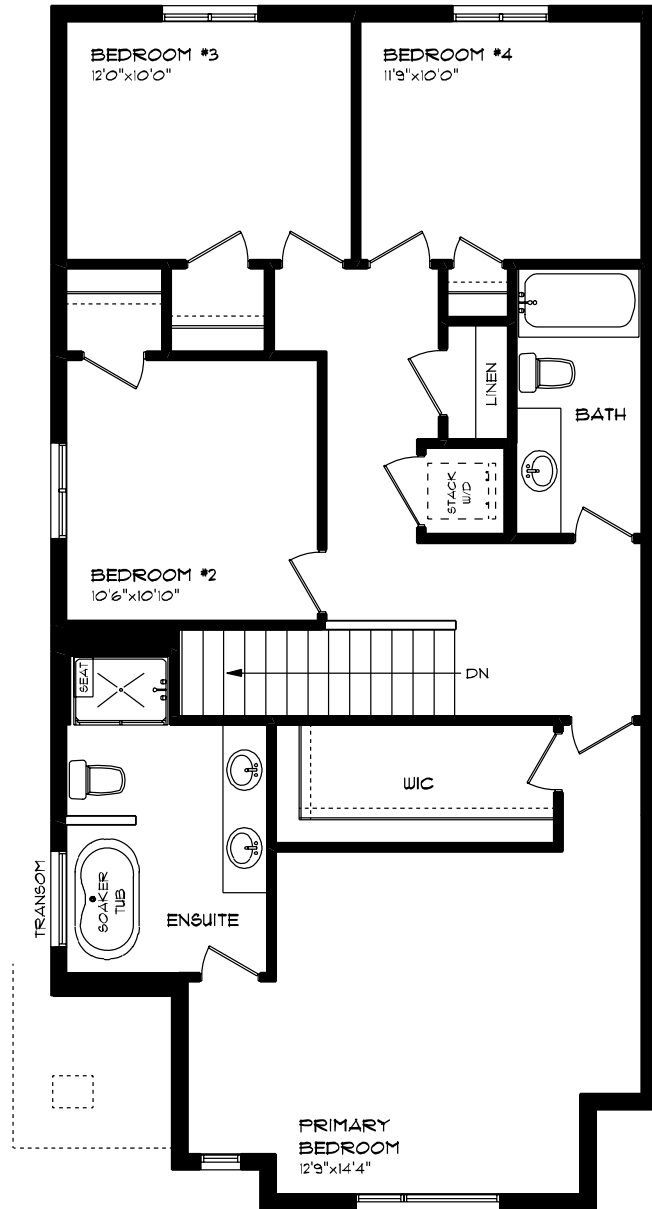 BEDROOM #3
12'0"x10'0"
BEDROOM #4
11'9"x10'0"
LINEN
BATH
STACK
W/D
BEDROOM #2
10'6"x10'10"
SEAT
DN
WIC
TRANSOM
SOAKER
TUB
ENSUITE
PRIMARY
BEDROOM
12'9"x14'4"